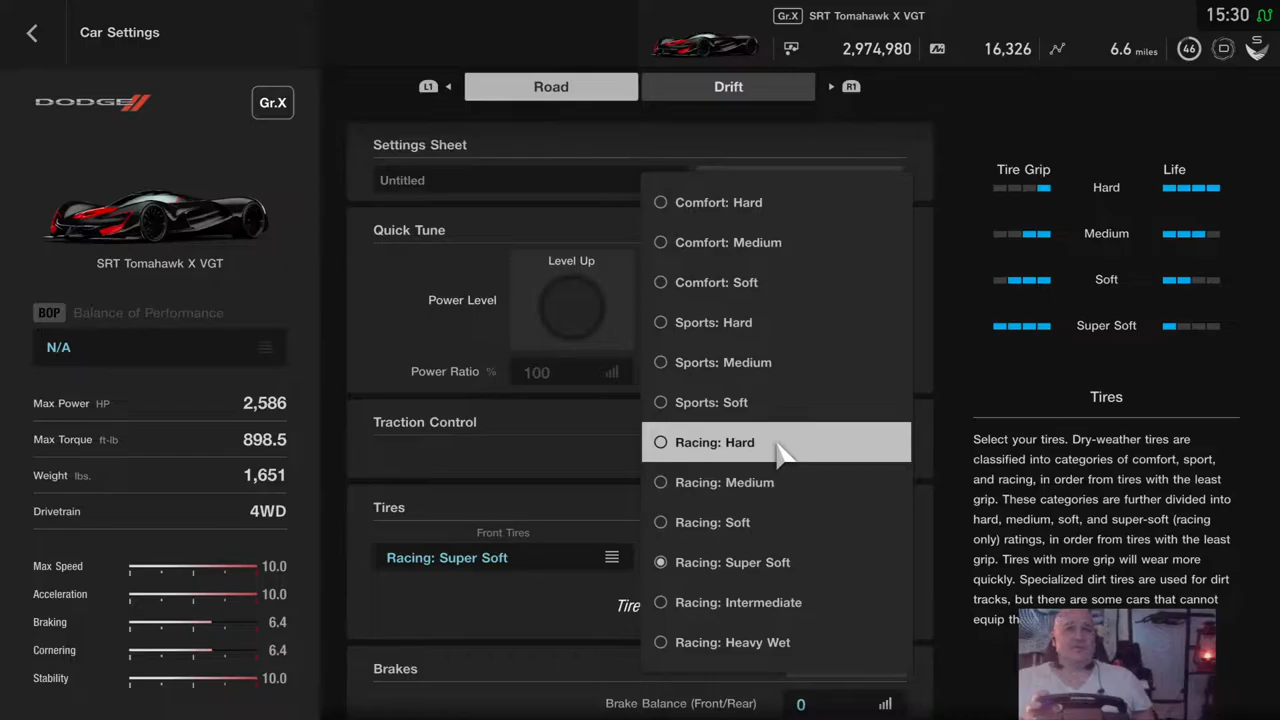 Car Settings
Gr.X SRT Tomahawk X VGT
15:30
2,974,980
16,326
6.6 miles
46
D
S
DODGE
Gr.X
SRT Tomahawk X VGT
BOP Balance of Performance
N/A
Max Power HP 2,586
Max Torque ft-lb 898.5
Weight lbs. 1,651
Drivetrain 4WD
Max Speed 10.0
Acceleration 10.0
Braking 6.4
Cornering 6.4
Stability 10.0
L1 Road Drift R1
Settings Sheet
Untitled
Quick Tune
Level Up
Power Level
Power Ratio % 100
Traction Control
Tires
Front Tires
Racing: Super Soft
Tire
Brakes
Brake Balance (Front/Rear) 0
Comfort: Hard
Comfort: Medium
Comfort: Soft
Sports: Hard
Sports: Medium
Sports: Soft
Racing: Hard
Racing: Medium
Racing: Soft
Racing: Super Soft
Racing: Intermediate
Racing: Heavy Wet
Tire Grip Life
Hard
Medium
Soft
Super Soft
Tires
Select your tires. Dry-weather tires are
classified into categories of comfort, sport,
and racing, in order from tires with the least
grip. These categories are further divided into
hard, medium, soft, and super-soft (racing
only) ratings, in order from tires with the least
grip. Tires with more grip will wear more
quickly. Specialized dirt tires are used for dirt
tracks, but there are some cars that cannot
equip